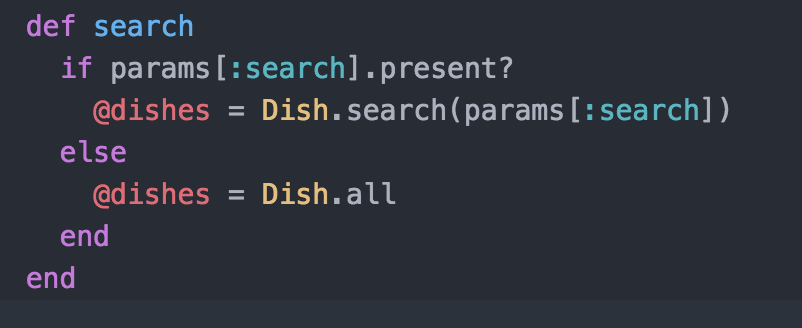 def search
  if params[:search].present?
    @dishes = Dish.search(params[:search])
  else
    @dishes = Dish.all
  end
end